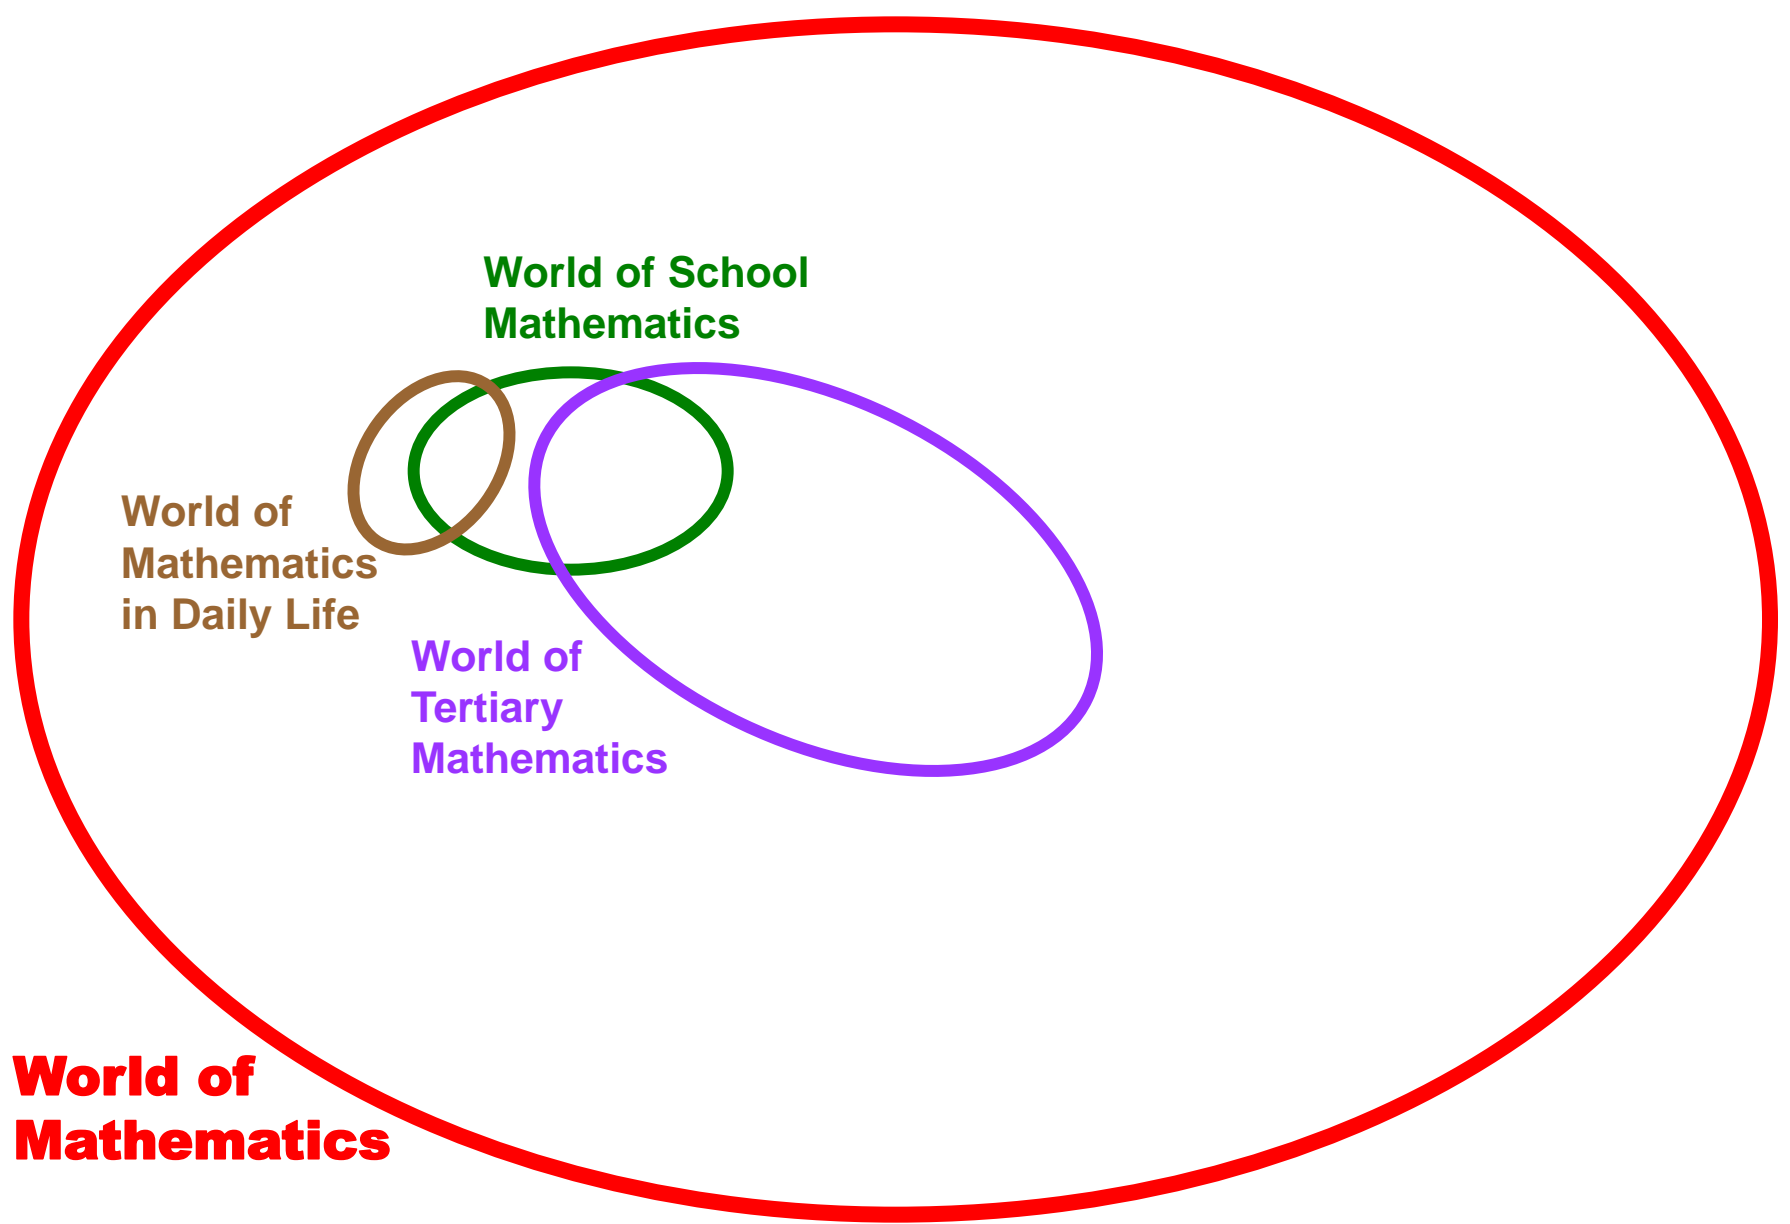 World of School
Mathematics
World of
Mathematics
in Daily Life
World of
Tertiary
Mathematics
World of
Mathematics